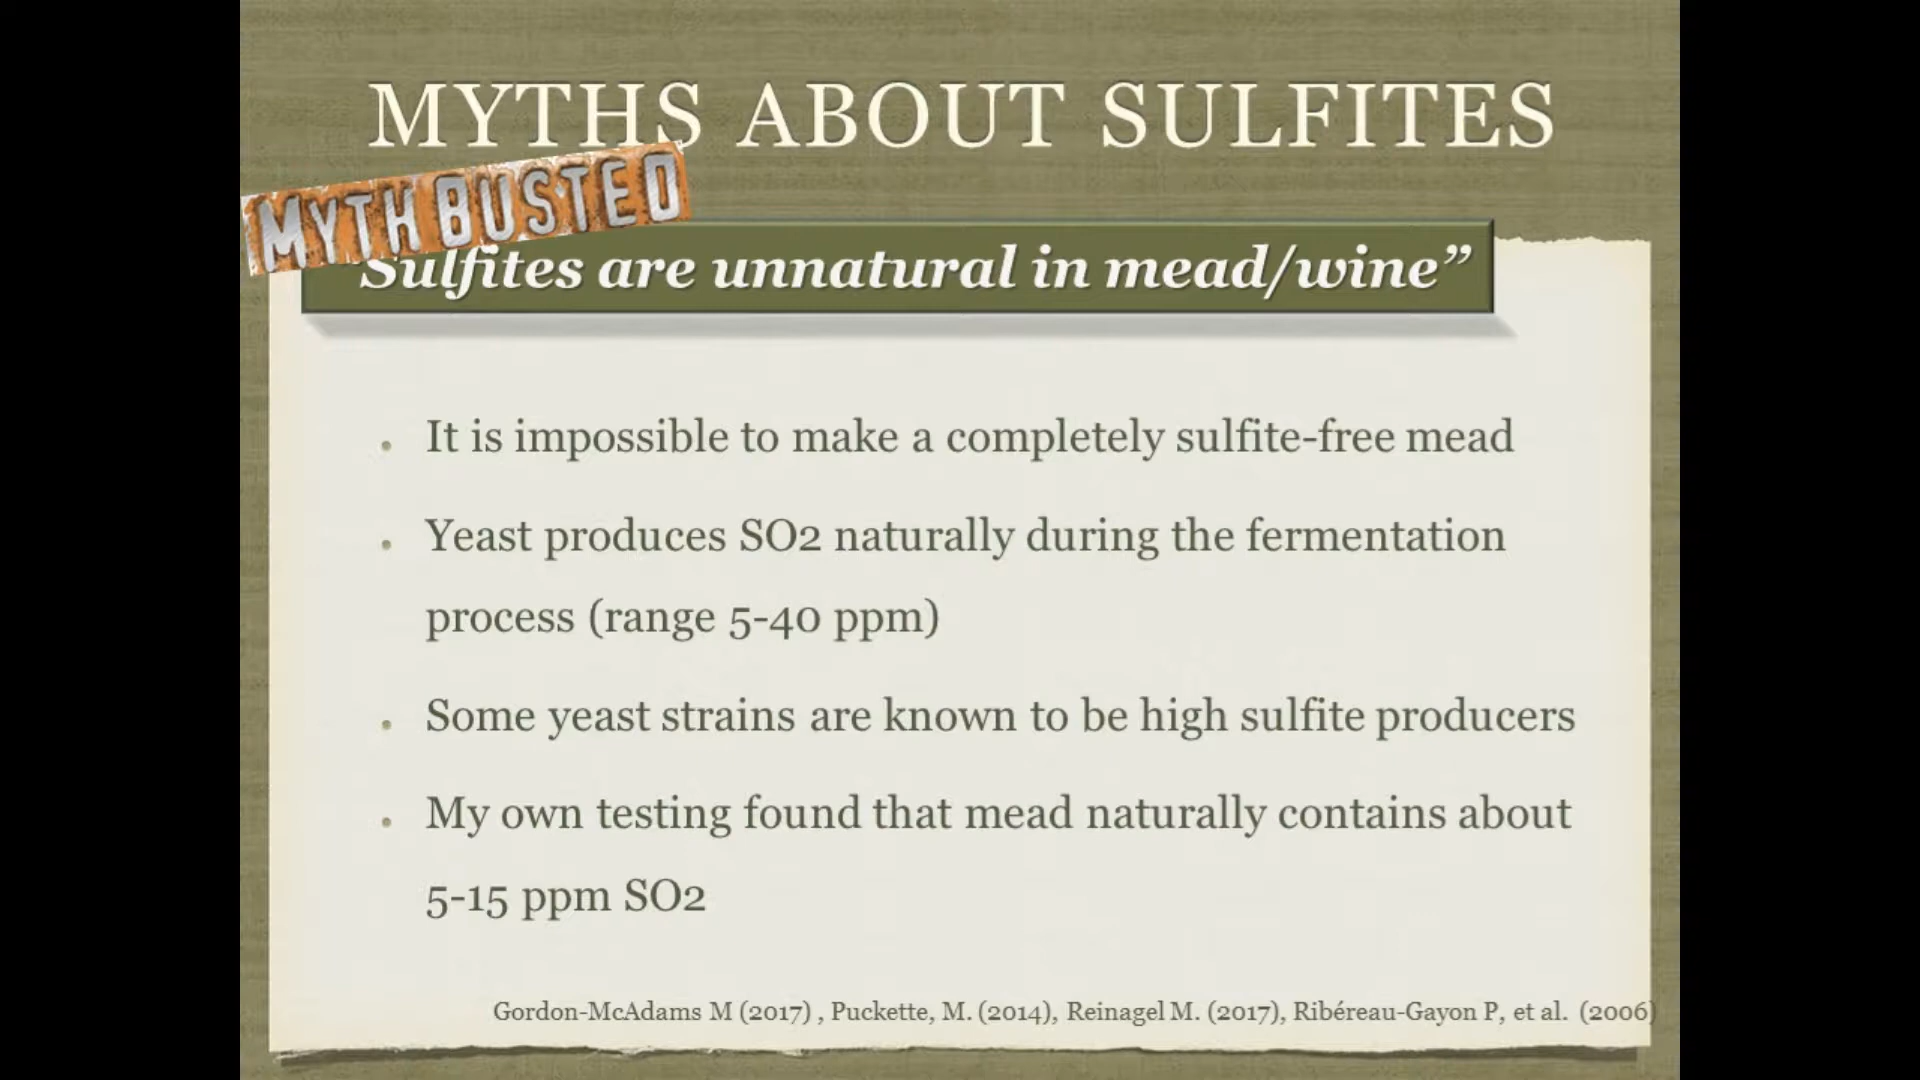 MYTHS ABOUT SULFITES
MYTHBUSTED
"Sulfites are unnatural in mead/wine”
It is impossible to make a completely sulfite-free mead
Yeast produces SO2 naturally during the fermentation
process (range 5-40 ppm)
Some yeast strains are known to be high sulfite producers
My own testing found that mead naturally contains about
5-15 ppm SO2
Gordon-McAdams M (2017) , Puckette, M. (2014), Reinagel M. (2017), Ribéreau-Gayon P, et al. (2006)